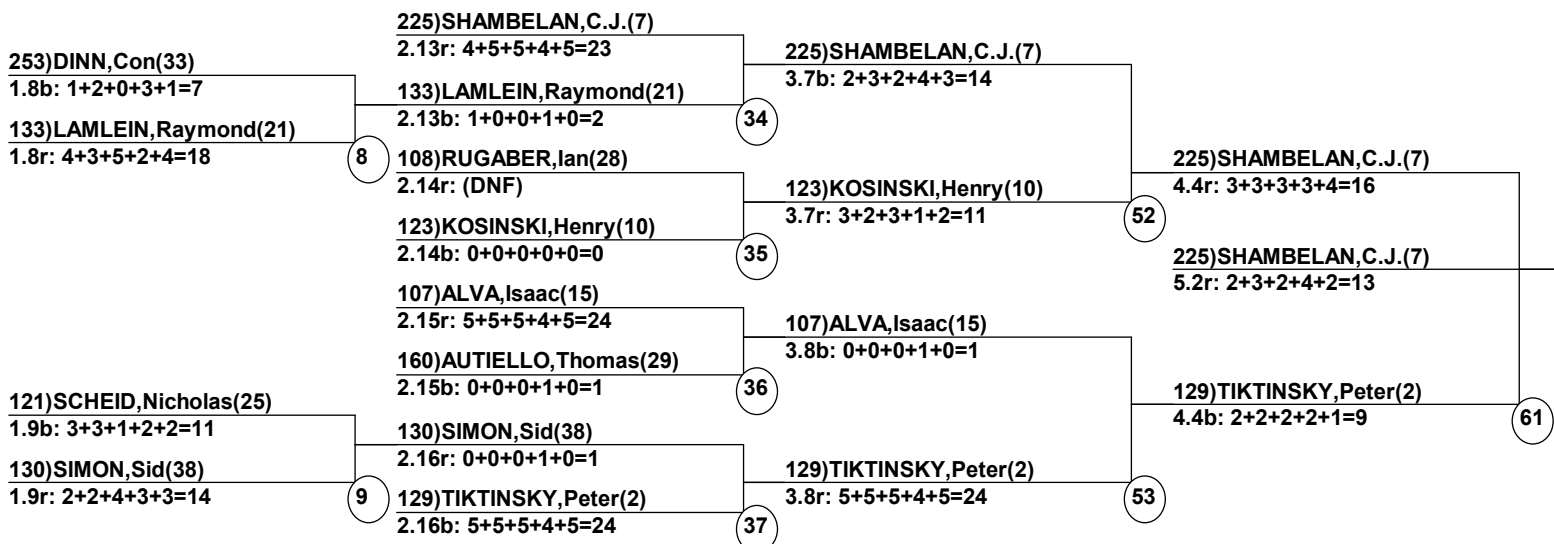 253)DINN,Con(33)
1.8b: 1+2+0+3+1=7
133)LAMLEIN,Raymond(21)
1.8r: 4+3+5+2+4=18
8
121)SCHEID,Nicholas(25)
1.9b: 3+3+1+2+2=11
130)SIMON,Sid(38)
1.9r: 2+2+4+3+3=14
9
225)SHAMBELAN,C.J.(7)
2.13r: 4+5+5+4+5=23
133)LAMLEIN,Raymond(21)
2.13b: 1+0+0+1+0=2
34
108)RUGABER,Ian(28)
2.14r: (DNF)
123)KOSINSKI,Henry(10)
2.14b: 0+0+0+0+0=0
35
107)ALVA,Isaac(15)
2.15r: 5+5+5+4+5=24
160)AUTIELLO,Thomas(29)
2.15b: 0+0+0+1+0=1
36
130)SIMON,Sid(38)
2.16r: 0+0+0+1+0=1
129)TIKTINSKY,Peter(2)
2.16b: 5+5+5+4+5=24
37
225)SHAMBELAN,C.J.(7)
3.7b: 2+3+2+4+3=14
123)KOSINSKI,Henry(10)
3.7r: 3+2+3+1+2=11
52
107)ALVA,Isaac(15)
3.8b: 0+0+0+1+0=1
129)TIKTINSKY,Peter(2)
3.8r: 5+5+5+4+5=24
53
225)SHAMBELAN,C.J.(7)
4.4r: 3+3+3+3+4=16
225)SHAMBELAN,C.J.(7)
5.2r: 2+3+2+4+2=13
129)TIKTINSKY,Peter(2)
4.4b: 2+2+2+2+1=9
61